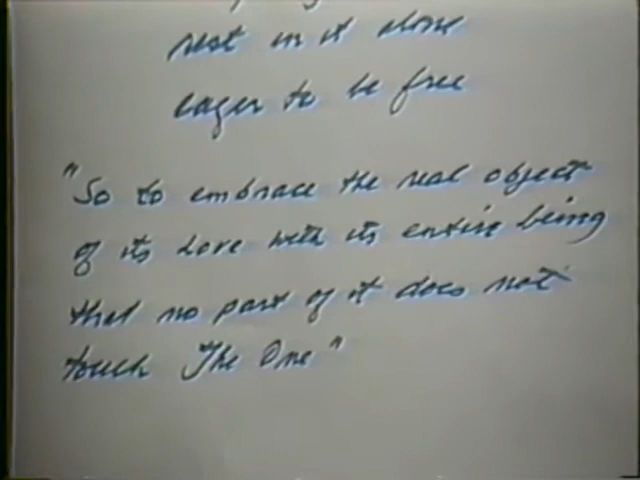 rest in it alone
eager to be free
"So to embrace the real object
of its Love with its entire being
that no part of it does not
touch The One"